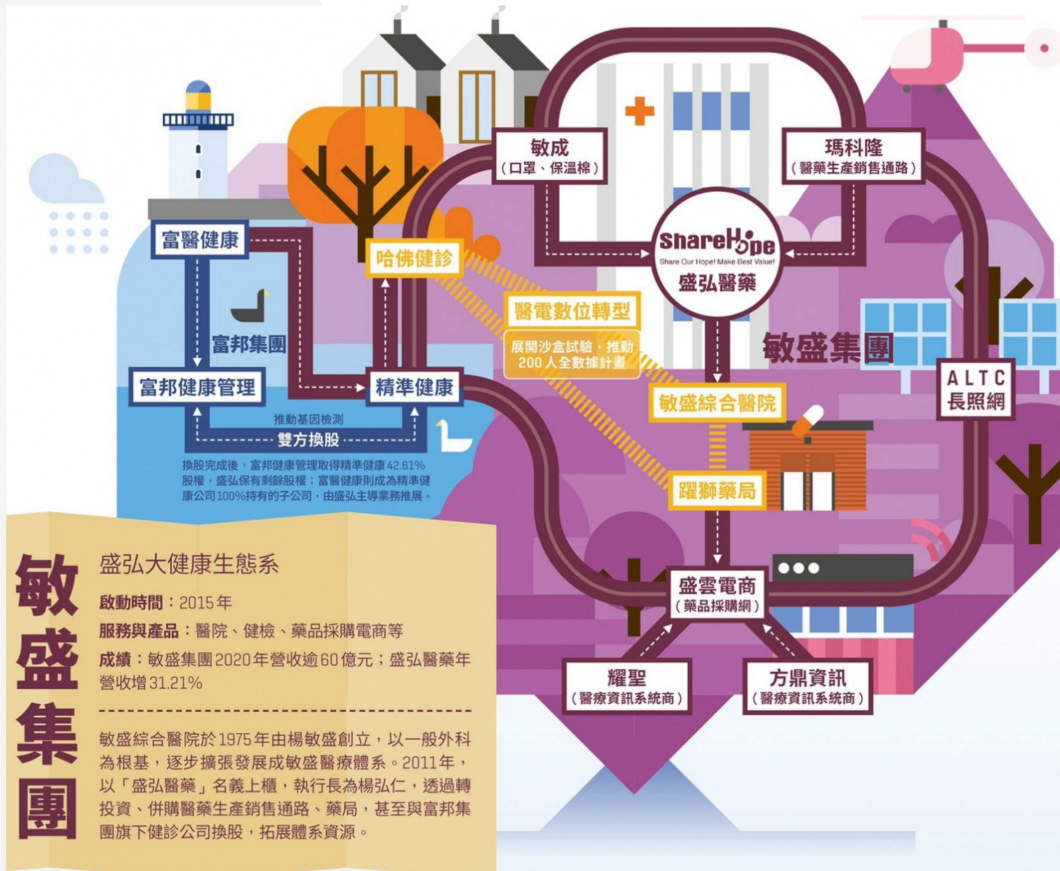 敏成
(口罩、保溫棉)
瑪科隆
(醫藥生產銷售通路)
ShareHope
Share Our Hope! Make Best Value!
盛弘醫藥
富醫健康
哈佛健診
醫電數位轉型
展開沙盒試驗，推動
200人全數據計畫
富邦集團
敏盛集團
富邦健康管理
精準健康
敏盛綜合醫院
ALTC
長照網
推動基因檢測
雙方換股
換股完成後，富邦健康管理取得精準健康42.61%
股權，盛弘保有剩餘股權；富醫健康則成為精準健
康公司100%持有的子公司，由盛弘主導業務推展。
躍獅藥局
盛雲電商
(藥品採購網)
耀聖
(醫療資訊系統商)
方鼎資訊
(醫療資訊系統商)
敏盛集團
盛弘大健康生態系
啟動時間：2015年
服務與產品：醫院、健檢、藥品採購電商等
成績：敏盛集團2020年營收逾60億元；盛弘醫藥年
營收增31.21%
敏盛綜合醫院於1975年由楊敏盛創立，以一般外科
為根基，逐步擴張發展成敏盛醫療體系。2011年，
以「盛弘醫藥」名義上櫃，執行長為楊弘仁，透過轉
投資、併購醫藥生產銷售通路、藥局，甚至與富邦集
團旗下健診公司換股，拓展體系資源。